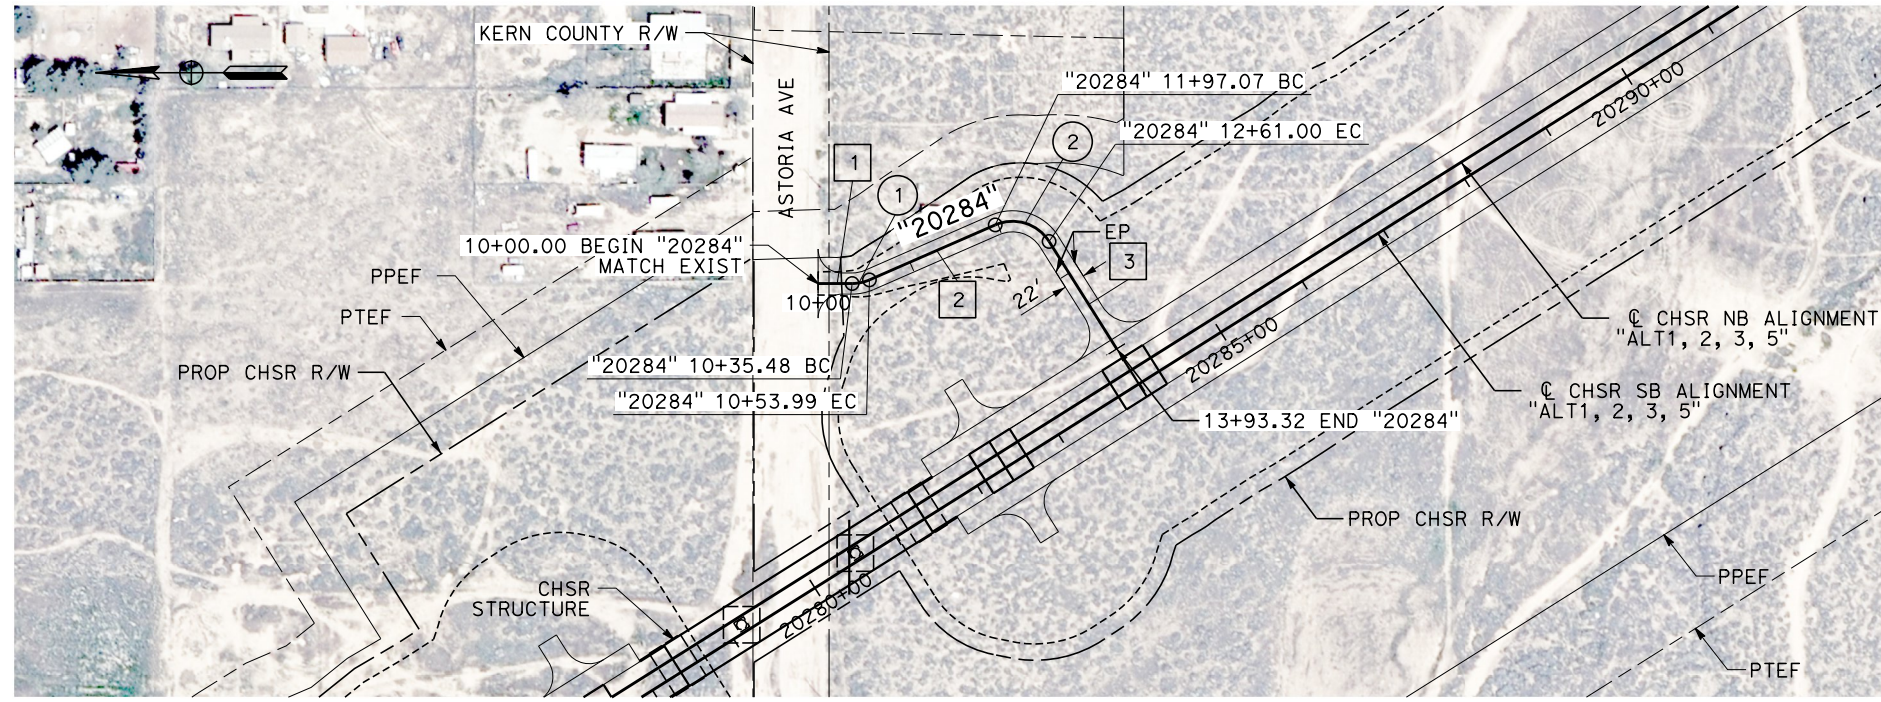 KERN COUNTY R/W
ASTORIA AVE
"20284" 11+97.07 BC
"20284" 12+61.00 EC
2
1
1
"20284"
10+00.00 BEGIN "20284"
MATCH EXIST
EP
3
2
22'
10+00
PPEF
PTEF
PROP CHSR R/W
"20284" 10+35.48 BC
"20284" 10+53.99 EC
20290+00
20285+00
℄ CHSR NB ALIGNMENT
"ALT1, 2, 3, 5"
℄ CHSR SB ALIGNMENT
"ALT1, 2, 3, 5"
13+93.32 END "20284"
PROP CHSR R/W
CHSR
STRUCTURE
20280+00
PPEF
PTEF